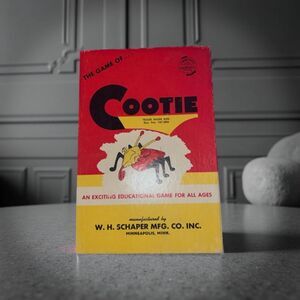 THE GAME OF
COOTIE
AN EXCITING EDUCATIONAL GAME FOR ALL AGES
manufactured by
W. H. SCHAPER MFG. CO. INC.
MINNEAPOLIS, MINN.